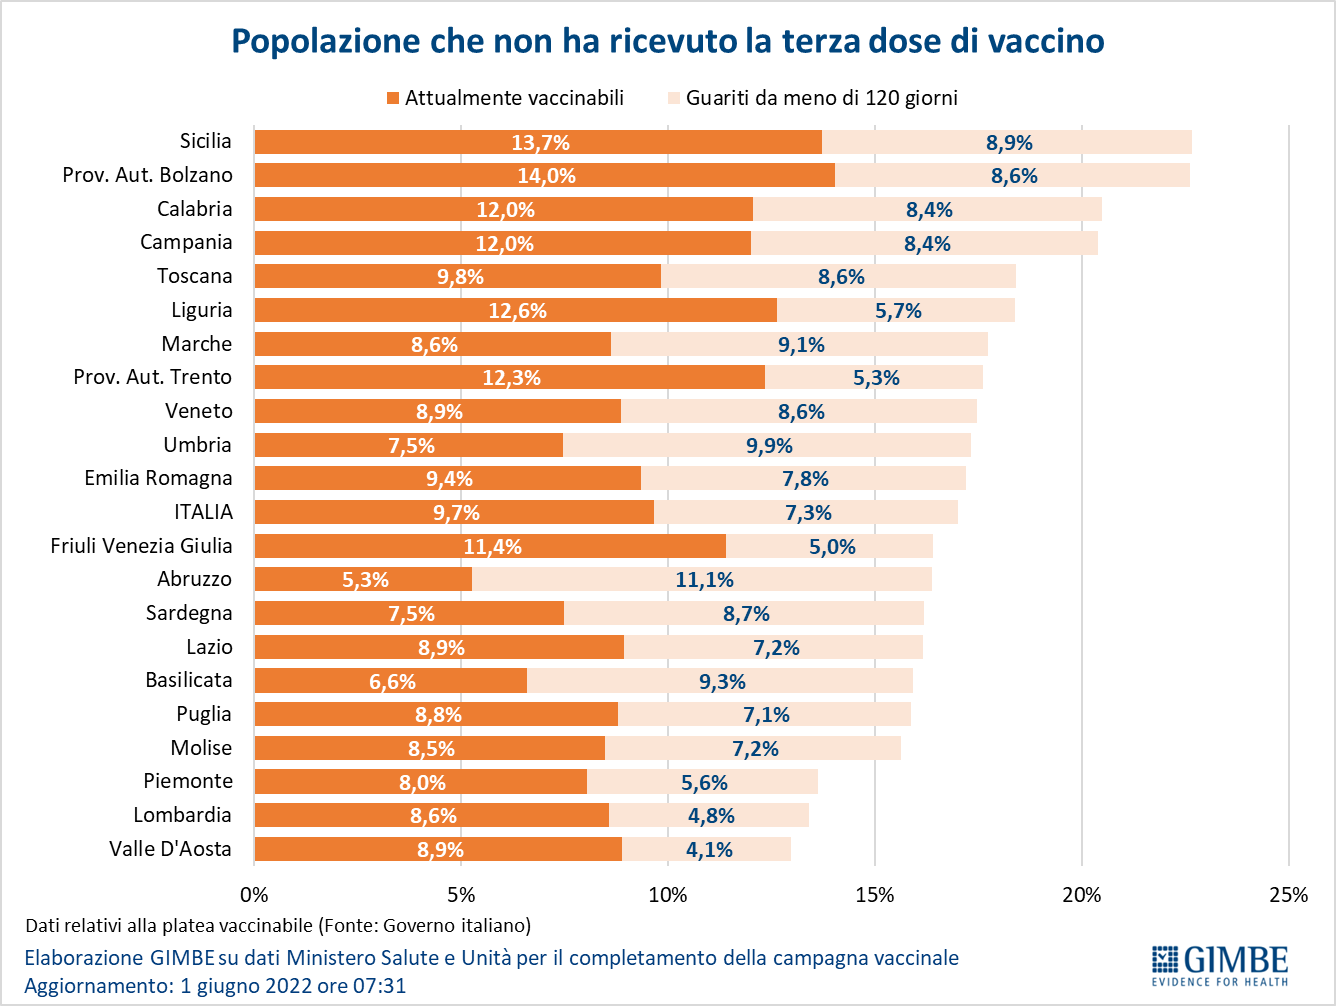 Popolazione che non ha ricevuto la terza dose di vaccino
Attualmente vaccinabili Guariti da meno di 120 giorni
Sicilia 13,7% 8,9%
Prov. Aut. Bolzano 14,0% 8,6%
Calabria 12,0% 8,4%
Campania 12,0% 8,4%
Toscana 9,8% 8,6%
Liguria 12,6% 5,7%
Marche 8,6% 9,1%
Prov. Aut. Trento 12,3% 5,3%
Veneto 8,9% 8,6%
Umbria 7,5% 9,9%
Emilia Romagna 9,4% 7,8%
ITALIA 9,7% 7,3%
Friuli Venezia Giulia 11,4% 5,0%
Abruzzo 5,3% 11,1%
Sardegna 7,5% 8,7%
Lazio 8,9% 7,2%
Basilicata 6,6% 9,3%
Puglia 8,8% 7,1%
Molise 8,5% 7,2%
Piemonte 8,0% 5,6%
Lombardia 8,6% 4,8%
Valle D'Aosta 8,9% 4,1%
0% 5% 10% 15% 20% 25%
Dati relativi alla platea vaccinabile (Fonte: Governo italiano)
Elaborazione GIMBE su dati Ministero Salute e Unità per il completamento della campagna vaccinale
Aggiornamento: 1 giugno 2022 ore 07:31
GIMBE
EVIDENCE FOR HEALTH